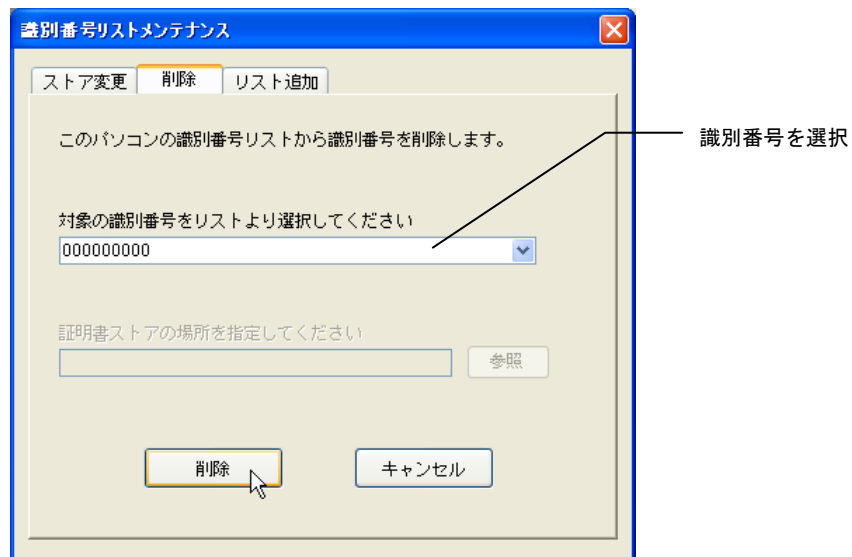 識別番号リストメンテナンス
ストア変更 削除 リスト追加
このパソコンの識別番号リストから識別番号を削除します。
識別番号を選択
対象の識別番号をリストより選択してください
000000000
証明書ストアの場所を指定してください
参照
削除 キャンセル